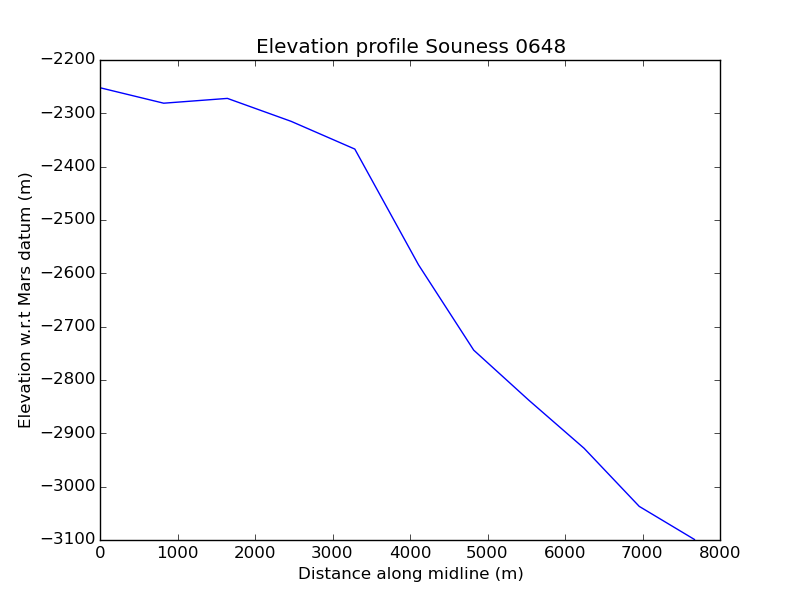 Elevation profile Souness 0648
−2200
−2300
−2400
−2500
−2600
−2700
−2800
−2900
−3000
−3100
Elevation w.r.t Mars datum (m)
0 1000 2000 3000 4000 5000 6000 7000 8000
Distance along midline (m)